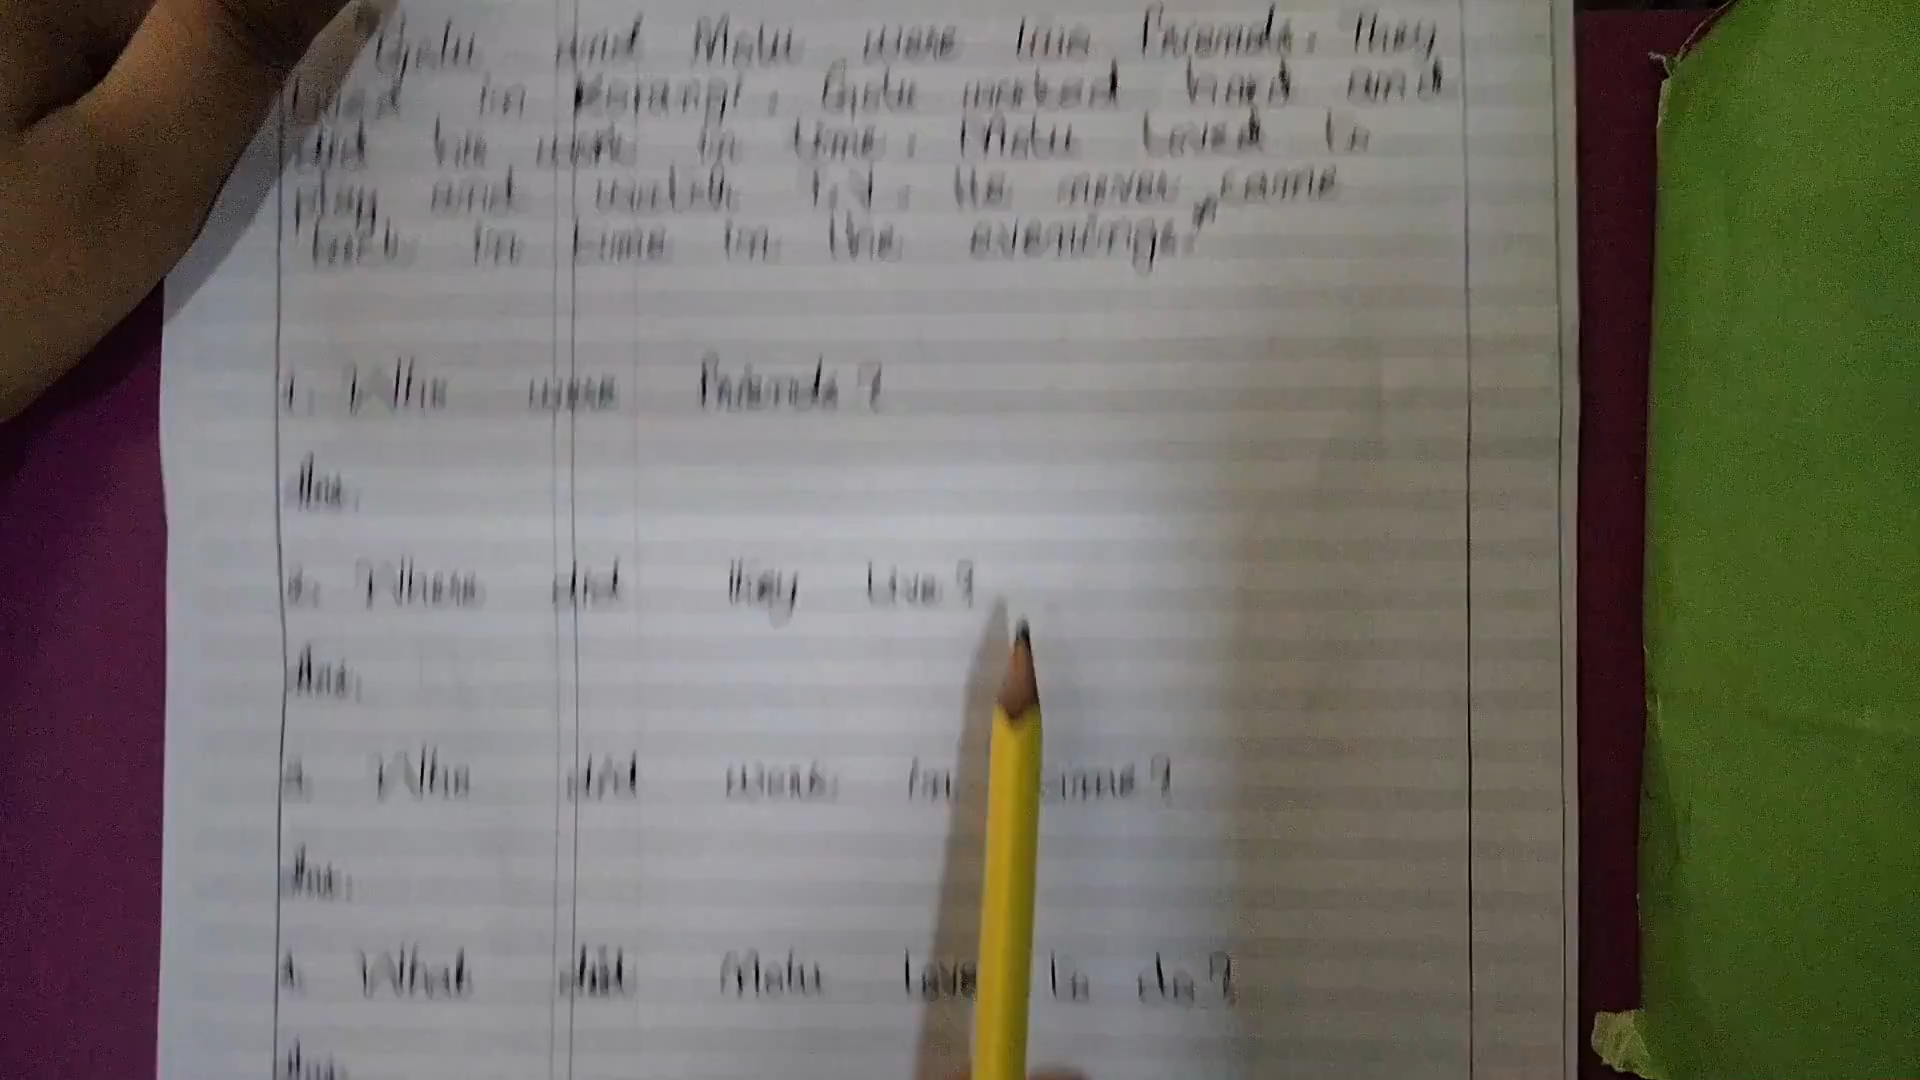 Golu and Molu were two friends. They
lived in Korangi. Golu worked hard and
did his work in time. Molu loved to
play and watch T.V. He never came
back in time in the evenings.
1. Who were friends?
Ans.
2. Where did they live?
Ans.
3. Who did work in time?
Ans.
4. What did Molu love to do?
Ans.